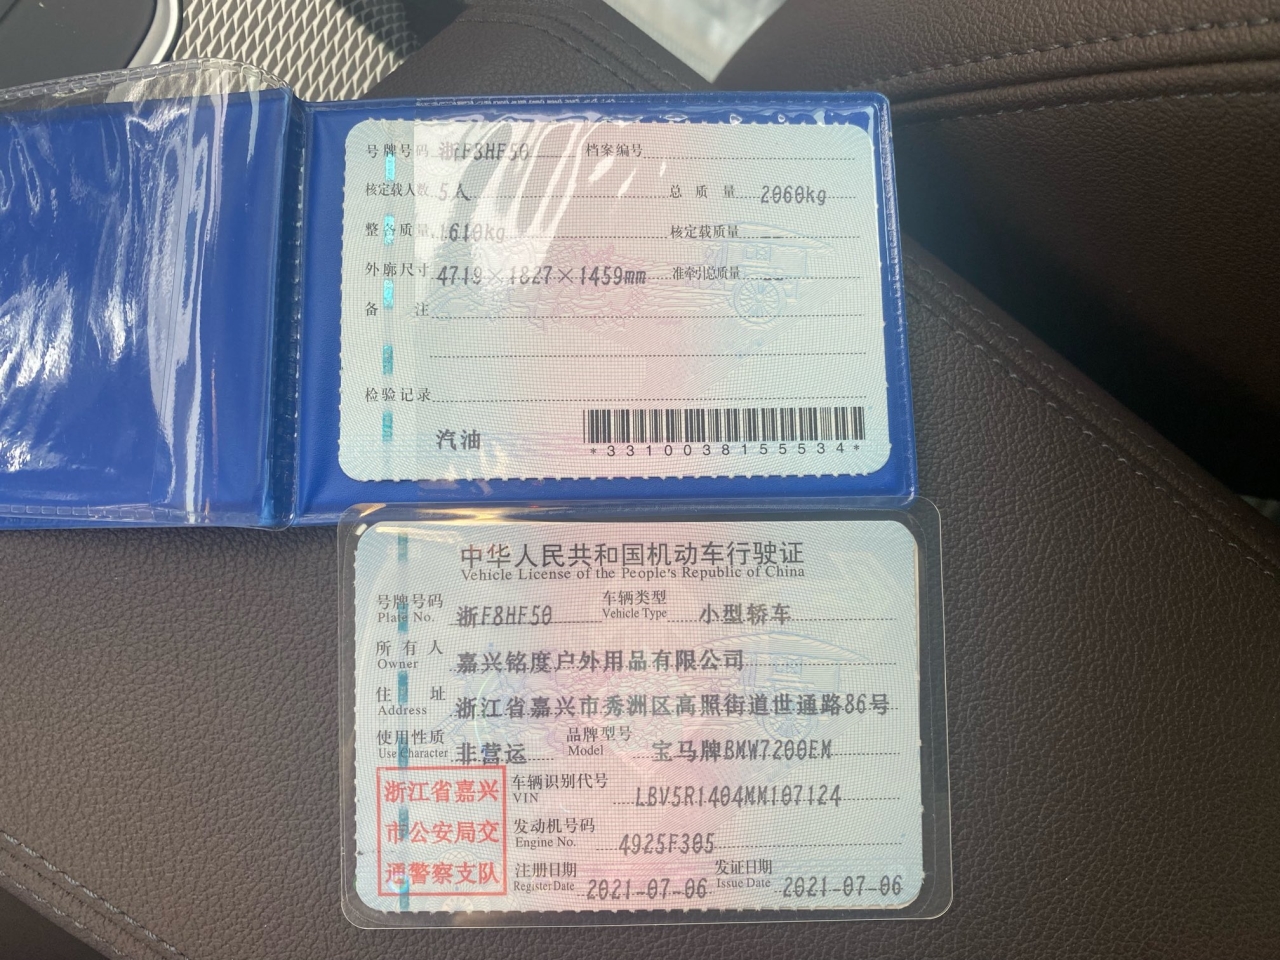 号牌号码 浙F8HF50 档案编号
核定载人数 5人 总质量 2060kg
整备质量 1610kg 核定载质量 --
外廓尺寸 4719×1827×1459mm 准牵引总质量 --
备注
检验记录
汽油
*3310038155534*
中华人民共和国机动车行驶证
Vehicle License of the People's Republic of China
号牌号码 浙F8HF50 车辆类型 小型轿车
Plate No. Vehicle Type
所有人 嘉兴铭度户外用品有限公司
Owner
住址 浙江省嘉兴市秀洲区高照街道世通路86号
Address
使用性质 非营运 品牌型号 宝马牌BMW7200EM
Use Character Model
浙江省嘉兴
市公安局交
通警察支队
车辆识别代号 LBV5R1404MM107124
VIN
发动机号码 4925F305
Engine No.
注册日期 2021-07-06 发证日期 2021-07-06
Register Date Issue Date